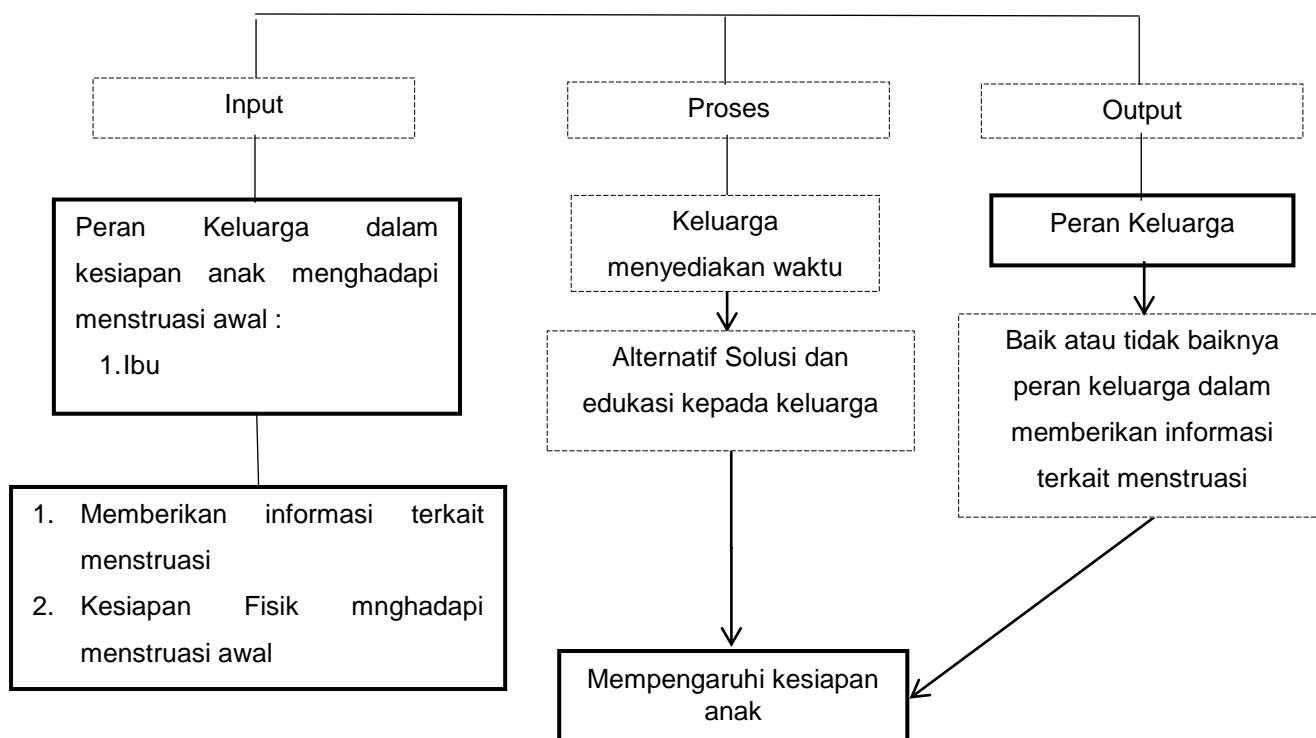 Input
Proses
Output
Peran Keluarga dalam
kesiapan anak menghadapi
menstruasi awal :
1.Ibu
1. Memberikan informasi terkait
menstruasi
2. Kesiapan Fisik mnghadapi
menstruasi awal
Keluarga
menyediakan waktu
Alternatif Solusi dan
edukasi kepada keluarga
Peran Keluarga
Baik atau tidak baiknya
peran keluarga dalam
memberikan informasi
terkait menstruasi
Mempengaruhi kesiapan
anak